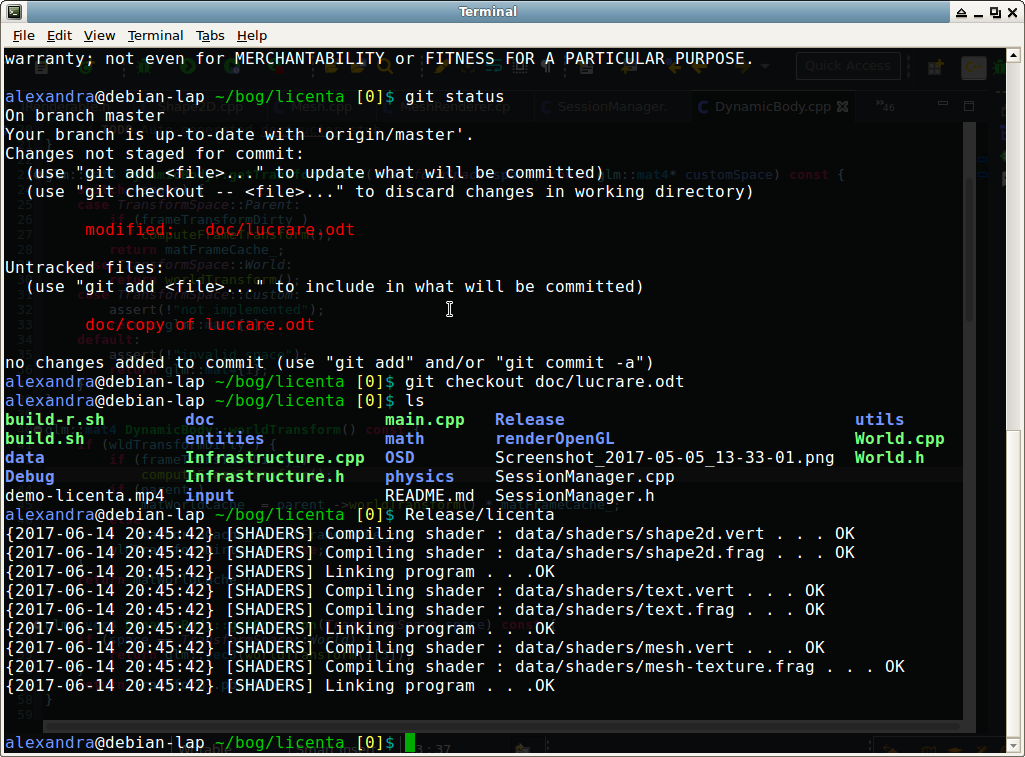 Terminal
File Edit View Terminal Tabs Help
warranty; not even for MERCHANTABILITY or FITNESS FOR A PARTICULAR PURPOSE.
Quick Access
alexandra@debian-lap ~/bog/licenta [0]$ git status
SessionManager. DynamicBody.cpp 46
On branch master
Your branch is up-to-date with 'origin/master'.
Changes not staged for commit:
(use "git add <file>..." to update what will be committed)
(use "git checkout -- <file>..." to discard changes in working directory)
modified: doc/lucrare.odt
Untracked files:
(use "git add <file>..." to include in what will be committed)
doc/copy of lucrare.odt
no changes added to commit (use "git add" and/or "git commit -a")
alexandra@debian-lap ~/bog/licenta [0]$ git checkout doc/lucrare.odt
alexandra@debian-lap ~/bog/licenta [0]$ ls
build-r.sh doc main.cpp Release utils
build.sh entities math renderOpenGL World.cpp
data Infrastructure.cpp OSD Screenshot_2017-05-05_13-33-01.png World.h
Debug Infrastructure.h physics SessionManager.cpp
demo-licenta.mp4 input README.md SessionManager.h
alexandra@debian-lap ~/bog/licenta [0]$ Release/licenta
{2017-06-14 20:45:42} [SHADERS] Compiling shader : data/shaders/shape2d.vert . . . OK
{2017-06-14 20:45:42} [SHADERS] Compiling shader : data/shaders/shape2d.frag . . . OK
{2017-06-14 20:45:42} [SHADERS] Linking program . . .OK
{2017-06-14 20:45:42} [SHADERS] Compiling shader : data/shaders/text.vert . . . OK
{2017-06-14 20:45:42} [SHADERS] Compiling shader : data/shaders/text.frag . . . OK
{2017-06-14 20:45:42} [SHADERS] Linking program . . .OK
{2017-06-14 20:45:42} [SHADERS] Compiling shader : data/shaders/mesh.vert . . . OK
{2017-06-14 20:45:42} [SHADERS] Compiling shader : data/shaders/mesh-texture.frag . . . OK
{2017-06-14 20:45:42} [SHADERS] Linking program . . .OK
alexandra@debian-lap ~/bog/licenta [0]$